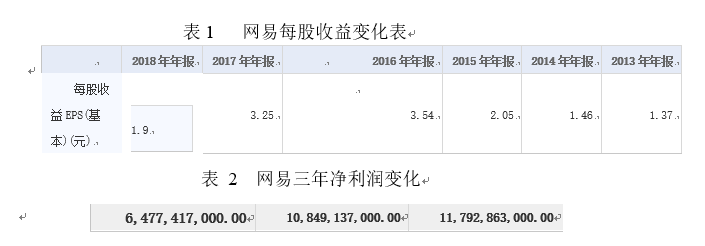 表 1 网易每股收益变化表
2018年年报 2017年年报 2016年年报 2015年年报 2014年年报 2013年年报
每股收
益EPS(基
本)(元)
1.9 3.25 3.54 2.05 1.46 1.37
表 2 网易三年净利润变化
6,477,417,000.00 10,849,137,000.00 11,792,863,000.00